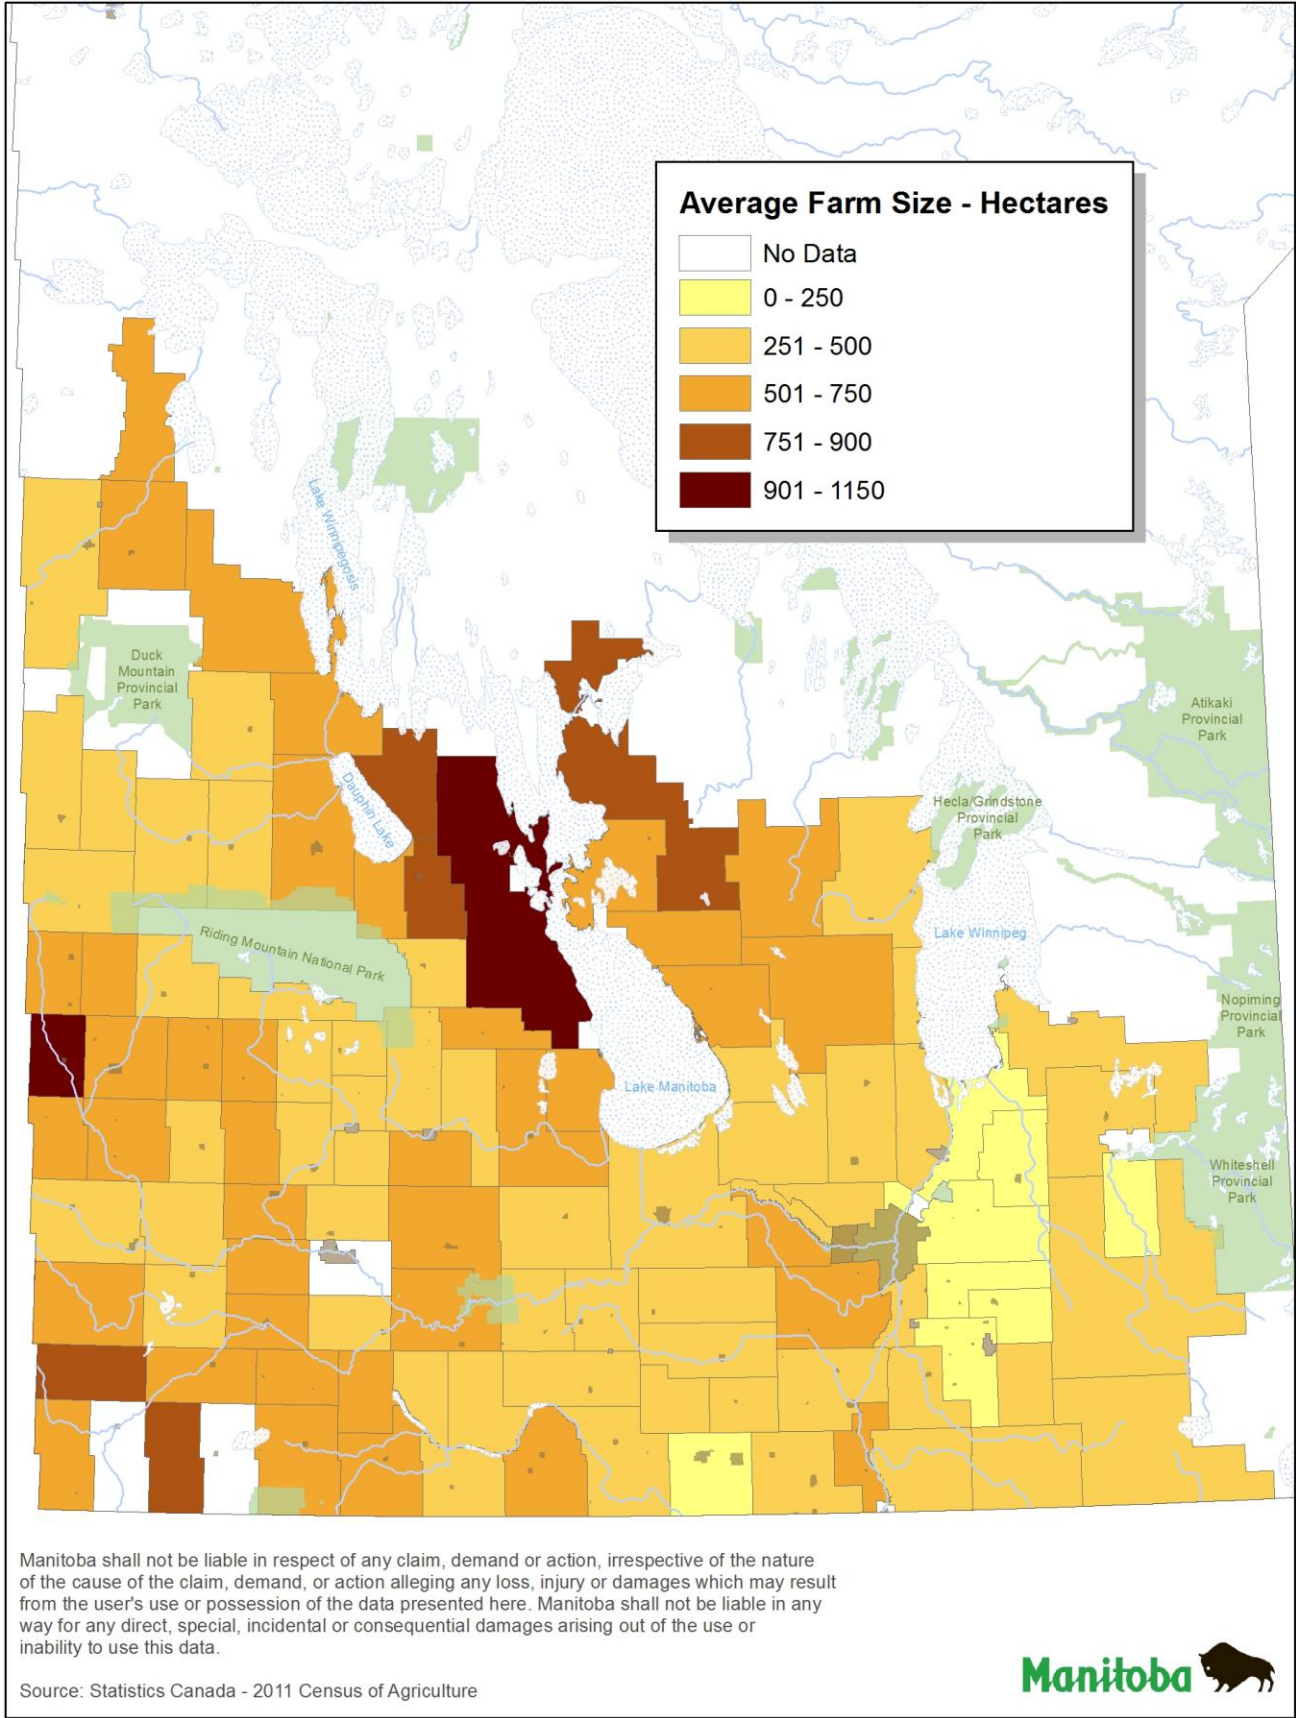 Average Farm Size - Hectares
No Data
0 - 250
251 - 500
501 - 750
751 - 900
901 - 1150
Lake Winnipegosis
Duck
Mountain
Provincial
Park
Atikaki
Provincial
Park
Dauphin Lake
Hecla/Grindstone
Provincial
Park
Lake Winnipeg
Riding Mountain National Park
Nopiming
Provincial
Park
Lake Manitoba
Whiteshell
Provincial
Park
Manitoba shall not be liable in respect of any claim, demand or action, irrespective of the nature
of the cause of the claim, demand, or action alleging any loss, injury or damages which may result
from the user's use or possession of the data presented here. Manitoba shall not be liable in any
way for any direct, special, incidental or consequential damages arising out of the use or
inability to use this data.
Source: Statistics Canada - 2011 Census of Agriculture
Manitoba